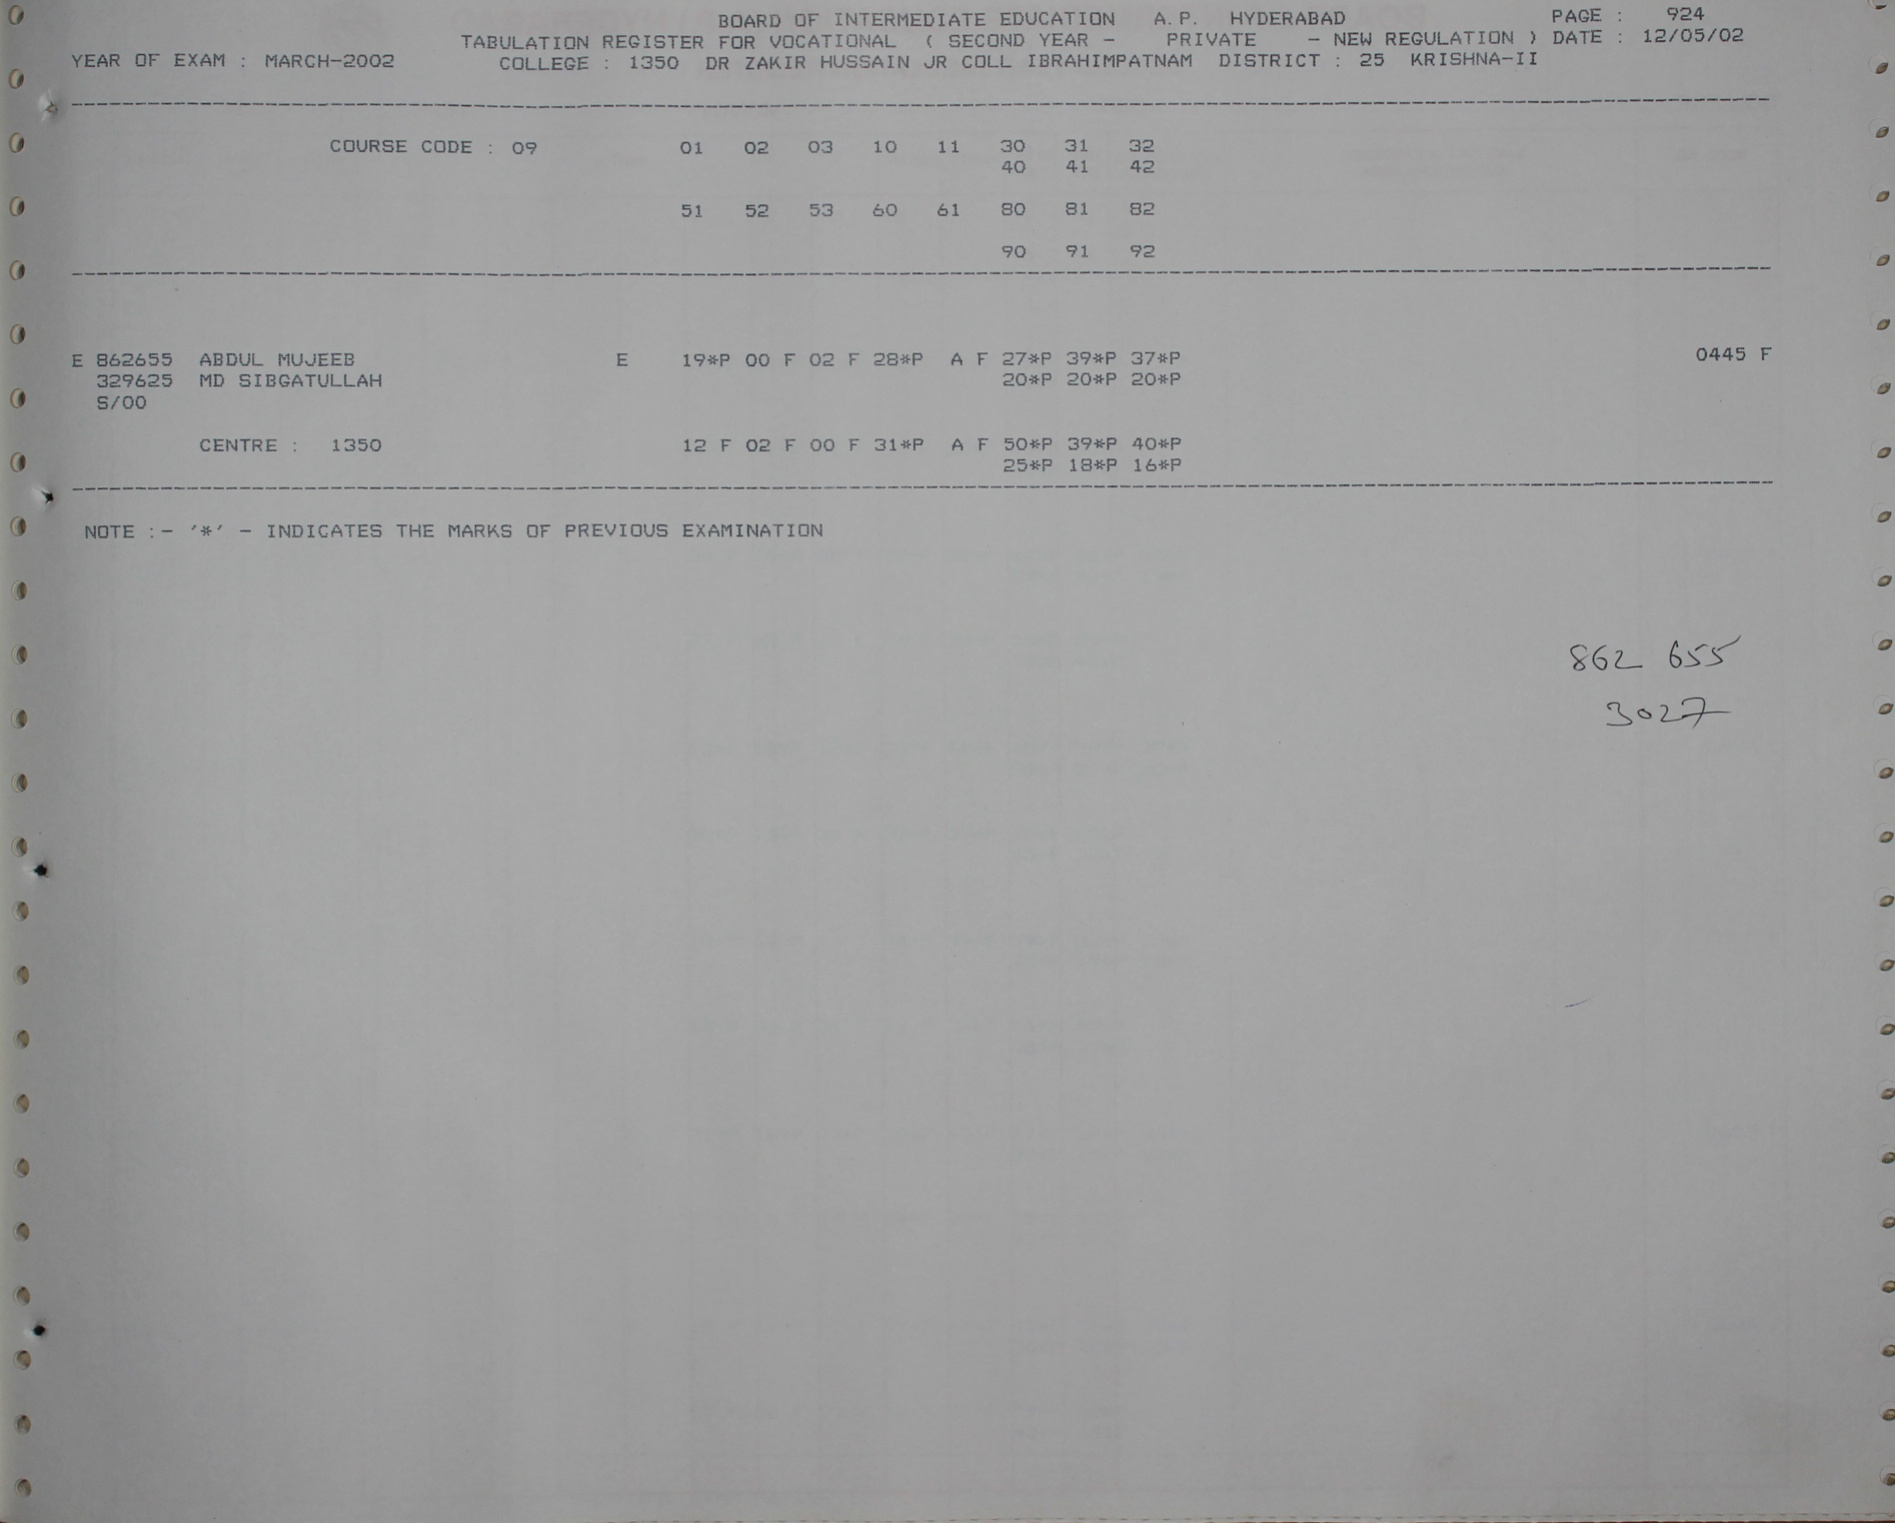 BOARD OF INTERMEDIATE EDUCATION A.P. HYDERABAD PAGE : 924
TABULATION REGISTER FOR VOCATIONAL ( SECOND YEAR - PRIVATE - NEW REGULATION ) DATE : 12/05/02
YEAR OF EXAM : MARCH-2002 COLLEGE : 1350 DR ZAKIR HUSSAIN JR COLL IBRAHIMPATNAM DISTRICT : 25 KRISHNA-II
COURSE CODE : 09 01 02 03 10 11 30 31 32
40 41 42
51 52 53 60 61 80 81 82
90 91 92
E 862655 ABDUL MUJEEB E 19*P 00 F 02 F 28*P A F 27*P 39*P 37*P 0445 F
329625 MD SIBGATULLAH 20*P 20*P 20*P
S/00
CENTRE : 1350 12 F 02 F 00 F 31*P A F 50*P 39*P 40*P
25*P 18*P 16*P
NOTE :- '*' - INDICATES THE MARKS OF PREVIOUS EXAMINATION
862 655
3027